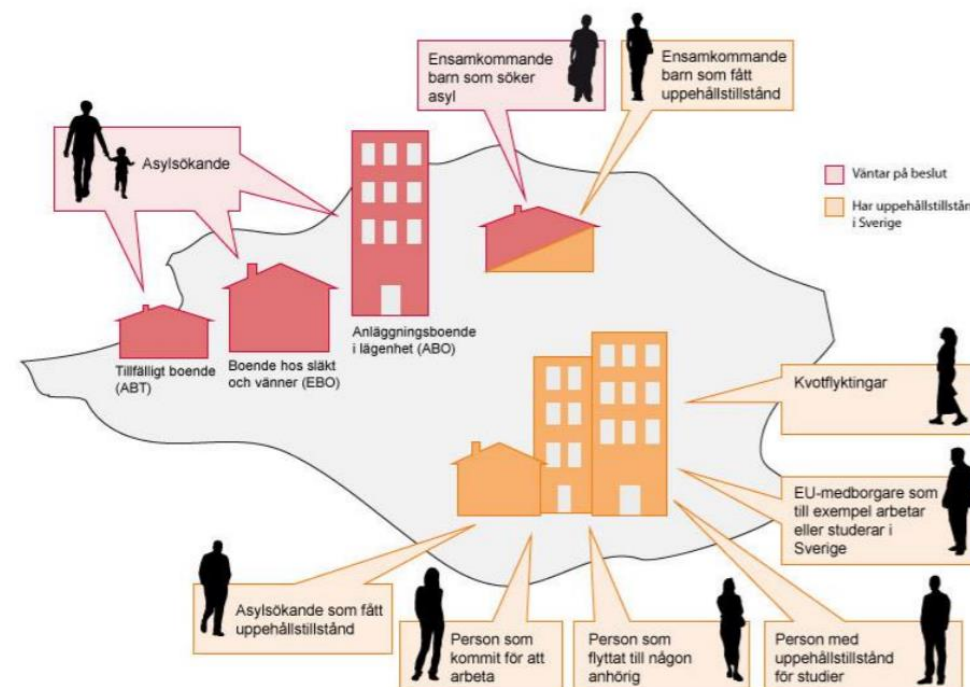 Ensamkommande
barn som söker
asyl
Ensamkommande
barn som fått
uppehållstillstånd
Asylsökande
Väntar på beslut
Har uppehållstillstån
i Sverige
Anläggningsboende
i lägenhet (ABO)
Boende hos släkt
och vänner (EBO)
Tillfälligt boende
(ABT)
Kvotflyktingar
EU-medborgare som
till exempel arbetar
eller studerar i
Sverige
Asylsökande som fått
uppehållstillstånd
Person som
kommit för att
arbeta
Person som
flyttat till någon
anhörig
Person med
uppehållstillstånd
för studier